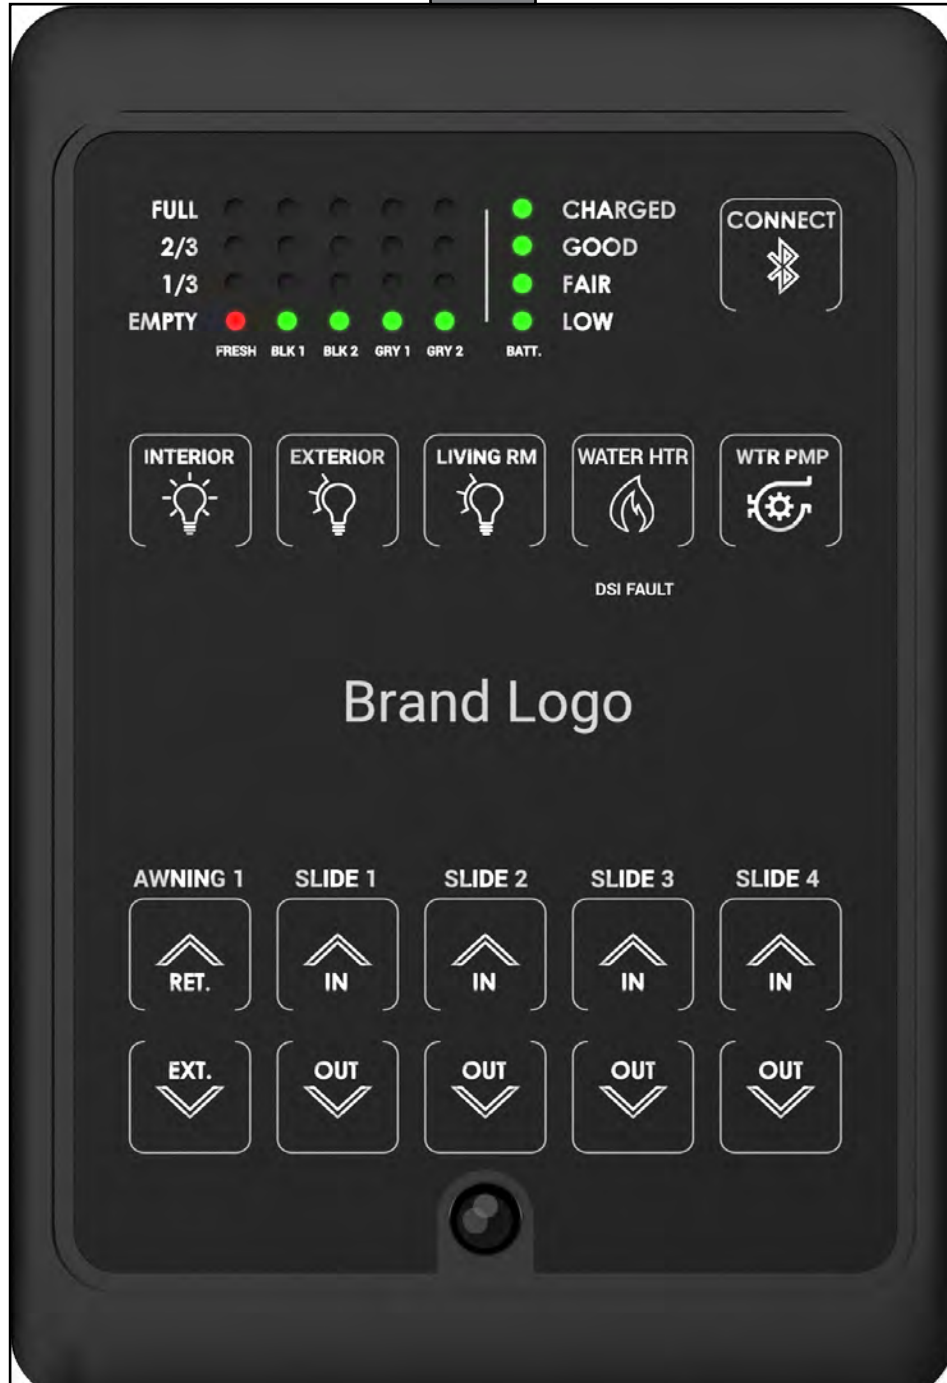 FULL
2/3
1/3
EMPTY
FRESH BLK 1 BLK 2 GRY 1 GRY 2 BATT.
CHARGED
GOOD
FAIR
LOW
CONNECT
INTERIOR EXTERIOR LIVING RM WATER HTR WTR PMP
DSI FAULT
Brand Logo
AWNING 1 SLIDE 1 SLIDE 2 SLIDE 3 SLIDE 4
RET. IN IN IN IN
EXT. OUT OUT OUT OUT